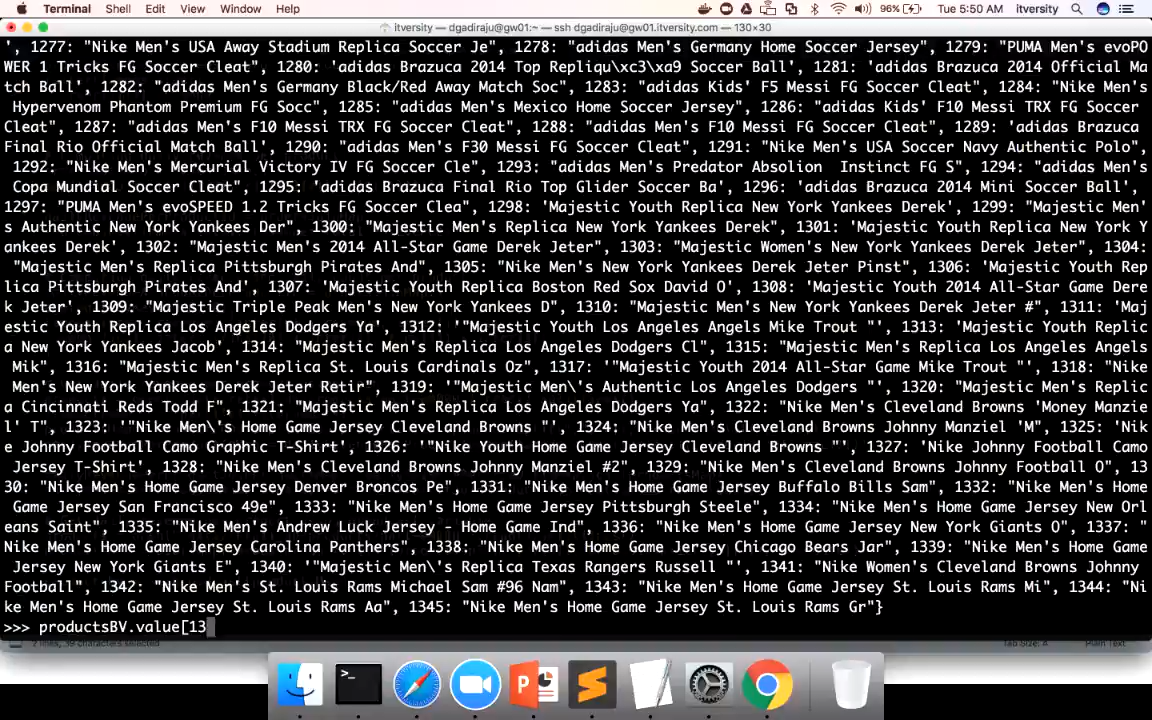 Terminal Shell Edit View Window Help 96% Tue 5:50 AM itversity
itversity — dgadiraju@gw01:~ — ssh dgadiraju@gw01.itversity.com — 130×30
', 1277: "Nike Men's USA Away Stadium Replica Soccer Je", 1278: "adidas Men's Germany Home Soccer Jersey", 1279: "PUMA Men's evoPO
WER 1 Tricks FG Soccer Cleat", 1280: 'adidas Brazuca 2014 Top Repliqu\xc3\xa9 Soccer Ball', 1281: 'adidas Brazuca 2014 Official Ma
tch Ball', 1282: "adidas Men's Germany Black/Red Away Match Soc", 1283: "adidas Kids' F5 Messi FG Soccer Cleat", 1284: "Nike Men's
 Hypervenom Phantom Premium FG Socc", 1285: "adidas Men's Mexico Home Soccer Jersey", 1286: "adidas Kids' F10 Messi TRX FG Soccer
Cleat", 1287: "adidas Men's F10 Messi TRX FG Soccer Cleat", 1288: "adidas Men's F10 Messi FG Soccer Cleat", 1289: 'adidas Brazuca
Final Rio Official Match Ball', 1290: "adidas Men's F30 Messi FG Soccer Cleat", 1291: "Nike Men's USA Soccer Navy Authentic Polo",
 1292: "Nike Men's Mercurial Victory IV FG Soccer Cle", 1293: "adidas Men's Predator Absolion  Instinct FG S", 1294: "adidas Men's
Copa Mundial Soccer Cleat", 1295: 'adidas Brazuca Final Rio Top Glider Soccer Ba', 1296: 'adidas Brazuca 2014 Mini Soccer Ball',
1297: "PUMA Men's evoSPEED 1.2 Tricks FG Soccer Clea", 1298: 'Majestic Youth Replica New York Yankees Derek', 1299: "Majestic Men'
s Authentic New York Yankees Der", 1300: "Majestic Men's Replica New York Yankees Derek", 1301: 'Majestic Youth Replica New York Y
ankees Derek', 1302: "Majestic Men's 2014 All-Star Game Derek Jeter", 1303: "Majestic Women's New York Yankees Derek Jeter", 1304:
 "Majestic Men's Replica Pittsburgh Pirates And", 1305: "Nike Men's New York Yankees Derek Jeter Pinst", 1306: 'Majestic Youth Rep
lica Pittsburgh Pirates And', 1307: 'Majestic Youth Replica Boston Red Sox David O', 1308: 'Majestic Youth 2014 All-Star Game Dere
k Jeter', 1309: "Majestic Triple Peak Men's New York Yankees D", 1310: "Majestic Men's New York Yankees Derek Jeter #", 1311: 'Maj
estic Youth Replica Los Angeles Dodgers Ya', 1312: '"Majestic Youth Los Angeles Angels Mike Trout "', 1313: 'Majestic Youth Replic
a New York Yankees Jacob', 1314: "Majestic Men's Replica Los Angeles Dodgers Cl", 1315: "Majestic Men's Replica Los Angeles Angels
 Mik", 1316: "Majestic Men's Replica St. Louis Cardinals Oz", 1317: '"Majestic Youth 2014 All-Star Game Mike Trout "', 1318: "Nike
 Men's New York Yankees Derek Jeter Retir", 1319: '"Majestic Men\'s Authentic Los Angeles Dodgers "', 1320: "Majestic Men's Replic
a Cincinnati Reds Todd F", 1321: "Majestic Men's Replica Los Angeles Dodgers Ya", 1322: "Nike Men's Cleveland Browns 'Money Manzie
l' T", 1323: '"Nike Men\'s Home Game Jersey Cleveland Browns "', 1324: "Nike Men's Cleveland Browns Johnny Manziel 'M", 1325: 'Nik
e Johnny Football Camo Graphic T-Shirt', 1326: '"Nike Youth Home Game Jersey Cleveland Browns "', 1327: 'Nike Johnny Football Camo
 Jersey T-Shirt', 1328: "Nike Men's Cleveland Browns Johnny Manziel #2", 1329: "Nike Men's Cleveland Browns Johnny Football O", 13
30: "Nike Men's Home Game Jersey Denver Broncos Pe", 1331: "Nike Men's Home Game Jersey Buffalo Bills Sam", 1332: "Nike Men's Home
 Game Jersey San Francisco 49e", 1333: "Nike Men's Home Game Jersey Pittsburgh Steele", 1334: "Nike Men's Home Game Jersey New Orl
eans Saint", 1335: "Nike Men's Andrew Luck Jersey - Home Game Ind", 1336: "Nike Men's Home Game Jersey New York Giants O", 1337: "
Nike Men's Home Game Jersey Carolina Panthers", 1338: "Nike Men's Home Game Jersey Chicago Bears Jar", 1339: "Nike Men's Home Game
 Jersey New York Giants E", 1340: '"Majestic Men\'s Replica Texas Rangers Russell "', 1341: "Nike Women's Cleveland Browns Johnny
Football", 1342: "Nike Men's St. Louis Rams Michael Sam #96 Nam", 1343: "Nike Men's Home Game Jersey St. Louis Rams Mi", 1344: "Ni
ke Men's Home Game Jersey St. Louis Rams Aa", 1345: "Nike Men's Home Game Jersey St. Louis Rams Gr"}
>>> productsBV.value[13
2 lines, 39 characters selected Tab Size: 4 Plain Text